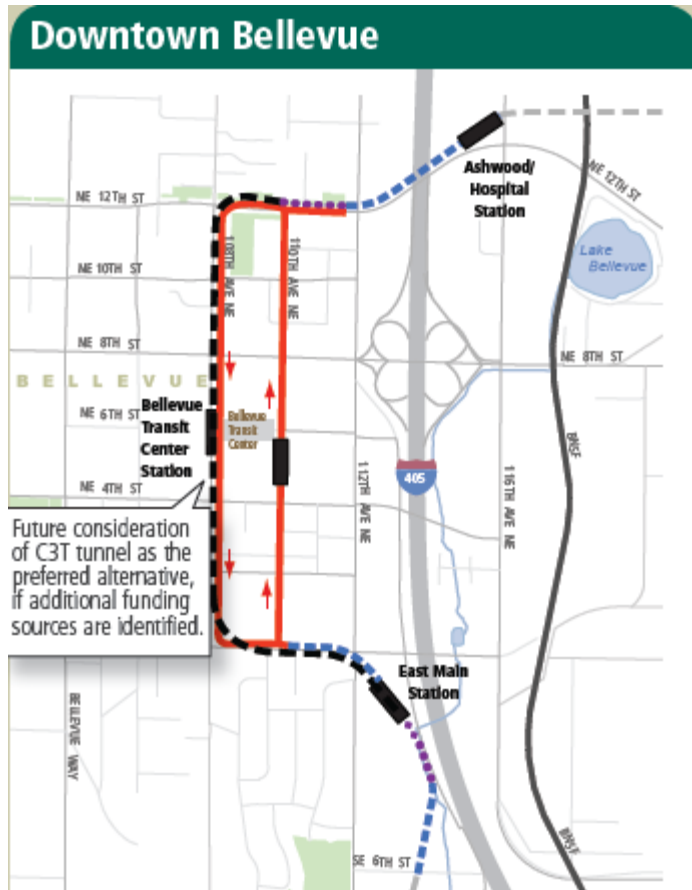 Downtown Bellevue
Ashwood/
Hospital
Station
NE 12TH ST
NE 12TH ST
Lake
Bellevue
108TH AVE NE
110TH AVE NE
NE 10TH ST
NE 8TH ST
NE 8TH ST
BELLEVUE
Bellevue
Transit
Center
Station
NE 6TH ST
Bellevue
Transit
Center
BNSF
405
112TH AVE NE
116TH AVE NE
NE 4TH ST
Future consideration
of C3T tunnel as the
preferred alternative,
if additional funding
sources are identified.
East Main
Station
BELLEVUE WAY
BNSF
SE 6TH ST